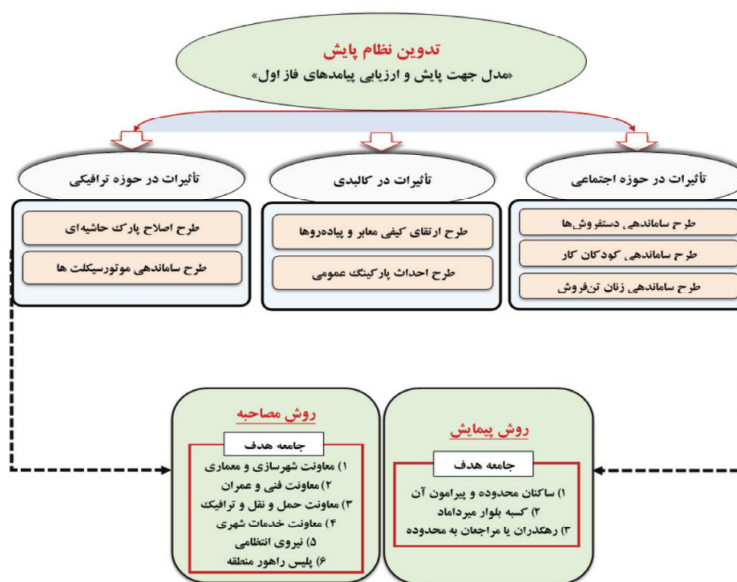 تدوین نظام پایش
«مدل جهت پایش و ارزیابی پیامدهای فاز اول»
تأثیرات در حوزه اجتماعی
طرح ساماندهی دستفروش‌ها
طرح ساماندهی کودکان کار
طرح ساماندهی زنان تن‌فروش
تأثیرات در کالبدی
طرح ارتقای کیفی معابر و پیاده‌روها
طرح احداث پارکینگ عمومی
تأثیرات در حوزه ترافیکی
طرح اصلاح پارک حاشیه‌ای
طرح ساماندهی موتورسیکلت ها
روش پیمایش
جامعه هدف
۱) ساکنان محدوده و پیرامون آن
۲) کسبه بلوار میرداماد
۳) رهگذران یا مراجعان به محدوده
روش مصاحبه
جامعه هدف
۱) معاونت شهرسازی و معماری
۲) معاونت فنی و عمران
۳) معاونت حمل و نقل و ترافیک
۴) معاونت خدمات شهری
۵) نیروی انتظامی
۶) پلیس راهور منطقه